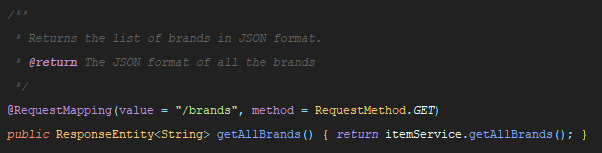 /**
* Returns the list of brands in JSON format.
* @return The JSON format of all the brands
*/
@RequestMapping(value = "/brands", method = RequestMethod.GET)
public ResponseEntity<String> getAllBrands() { return itemService.getAllBrands(); }